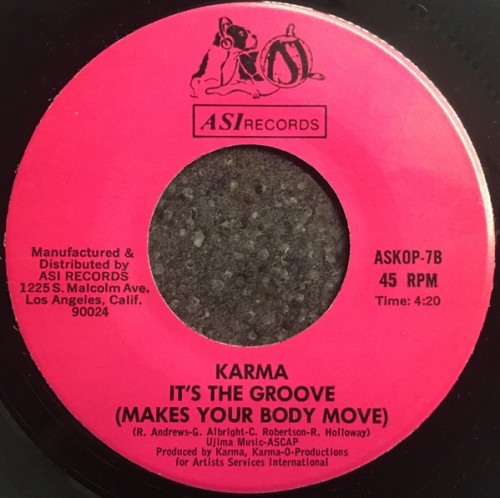 ASI
ASI RECORDS
Manufactured &
Distributed by
ASI RECORDS
1225 S. Malcolm Ave.
Los Angeles, Calif.
90024
ASKOP-7B
45 RPM
Time: 4:20
KARMA
IT'S THE GROOVE
(MAKES YOUR BODY MOVE)
(R. Andrews-G. Albright-C. Robertson-R. Holloway)
Ujima Music-ASCAP
Produced by Karma, Karma-O-Productions
for Artists Services International